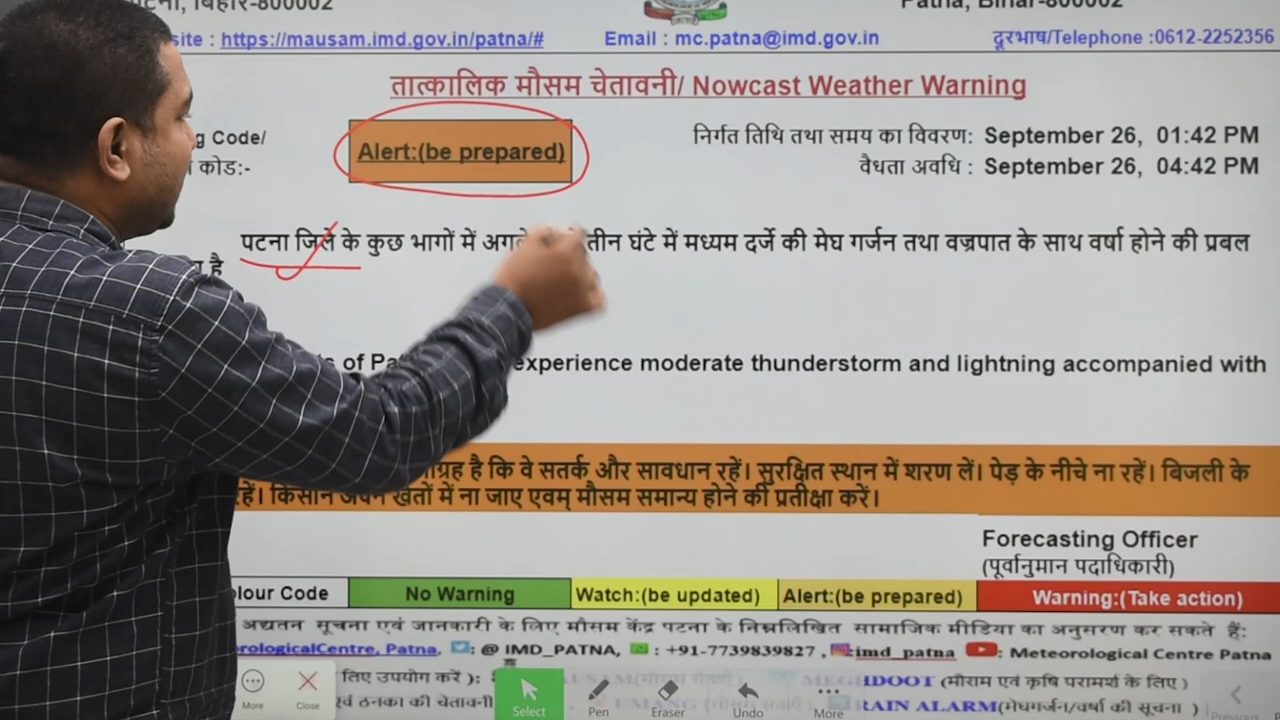 पटना, बिहार-800002
Patna, Bihar-800002
site : https://mausam.imd.gov.in/patna/#
Email : mc.patna@imd.gov.in
दूरभाष/Telephone :0612-2252356
तात्कालिक मौसम चेतावनी/ Nowcast Weather Warning
g Code/
कोड:-
Alert:(be prepared)
निर्गत तिथि तथा समय का विवरण: September 26, 01:42 PM
वैधता अवधि : September 26, 04:42 PM
पटना जिले के कुछ भागों में तीन घंटे में मध्यम दर्जे की मेघ गर्जन तथा वज्रपात के साथ वर्षा होने की प्रबल
है
of experience moderate thunderstorm and lightning accompanied with
है कि वे सतर्क और सावधान रहें। सुरक्षित स्थान में शरण लें। पेड़ के नीचे ना रहें। बिजली के
रहें। किसान अपने खेतों में ना जाए एवम् मौसम समान्य होने की प्रतीक्षा करें।
Forecasting Officer
(पूर्वानुमान पदाधिकारी)
lour Code
No Warning
Watch:(be updated)
Alert:(be prepared)
Warning:(Take action)
अद्यतन सूचना एवं जानकारी के लिए मौसम केंद्र पटना के निम्नलिखित सामाजिक मीडिया का अनुसरण कर सकते हैं:
rologicalCentre, Patna, : @ IMD_PATNA, : +91-7739839827 , :imd_patna : Meteorological Centre Patna
लिए उपयोग करें ): MEGHDOOT (मौराम एवं कृषि परामर्श के लिए )
एवं ठनका की चेतावनी UMANG RAIN ALARM(मेघगर्जन/वर्षा की सूचना )
More
Close
Select
Pen
Eraser
Undo
More
Previous